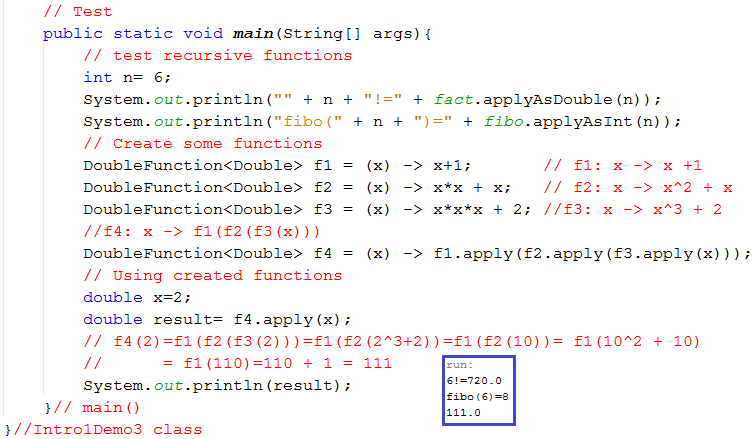 // Test
public static void main(String[] args){
// test recursive functions
int n= 6;
System.out.println("" + n + "!=" + fact.applyAsDouble(n));
System.out.println("fibo(" + n + ")=" + fibo.applyAsInt(n));
// Create some functions
DoubleFunction<Double> f1 = (x) -> x+1; // f1: x -> x +1
DoubleFunction<Double> f2 = (x) -> x*x + x; // f2: x -> x^2 + x
DoubleFunction<Double> f3 = (x) -> x*x*x + 2; //f3: x -> x^3 + 2
//f4: x -> f1(f2(f3(x)))
DoubleFunction<Double> f4 = (x) -> f1.apply(f2.apply(f3.apply(x)));
// Using created functions
double x=2;
double result= f4.apply(x);
// f4(2)=f1(f2(f3(2)))=f1(f2(2^3+2))=f1(f2(10))= f1(10^2 + 10)
// = f1(110)=110 + 1 = 111
System.out.println(result);
}// main()
}//Intro1Demo3 class
run:
6!=720.0
fibo(6)=8
111.0